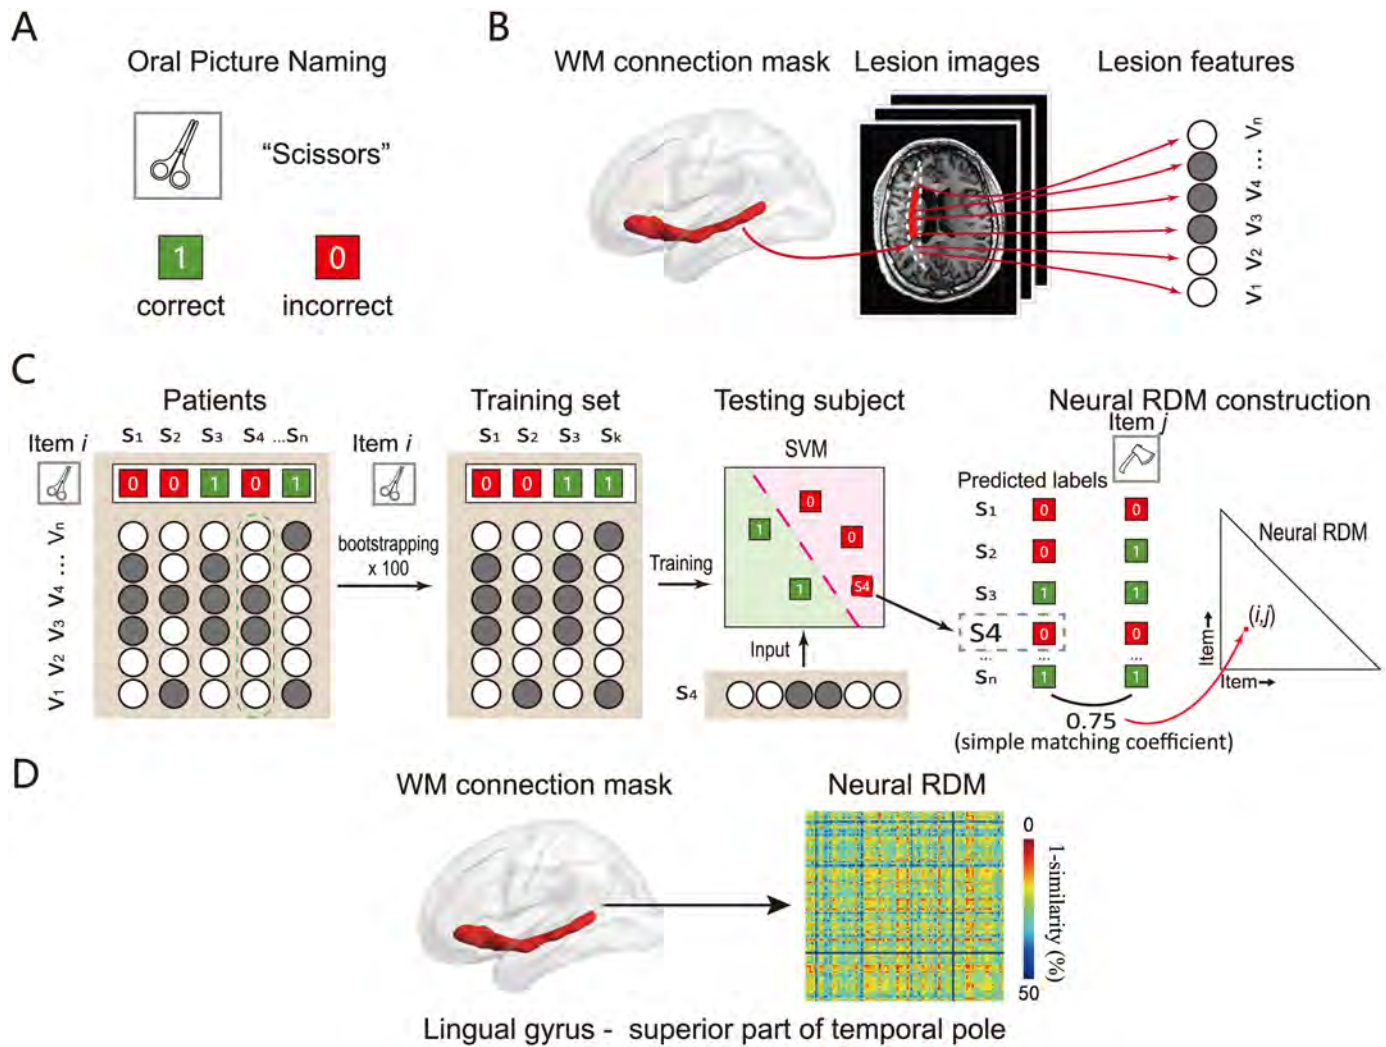 A
Oral Picture Naming
“Scissors”
1
0
correct
incorrect
B
WM connection mask
Lesion images
Lesion features
Vn
...
V4
V3
V2
V1
C
Patients
Training set
Testing subject
Neural RDM construction
Item i
S1 S2 S3 S4 ...Sn
0 0 1 0 1
Vn
...
V4
V3
V2
V1
Item i
bootstrapping
x 100
S1 S2 S3 Sk
0 0 1 1
Training
SVM
0
1
0
1
S4
Input
S4
Item j
Predicted labels
S1 0 0
S2 0 1
S3 1 1
S4 0 0
... ... ...
Sn 1 1
0.75
(simple matching coefficient)
Neural RDM
(i,j)
Item→
Item→
D
WM connection mask
Neural RDM
0
1-similarity (%)
50
Lingual gyrus - superior part of temporal pole